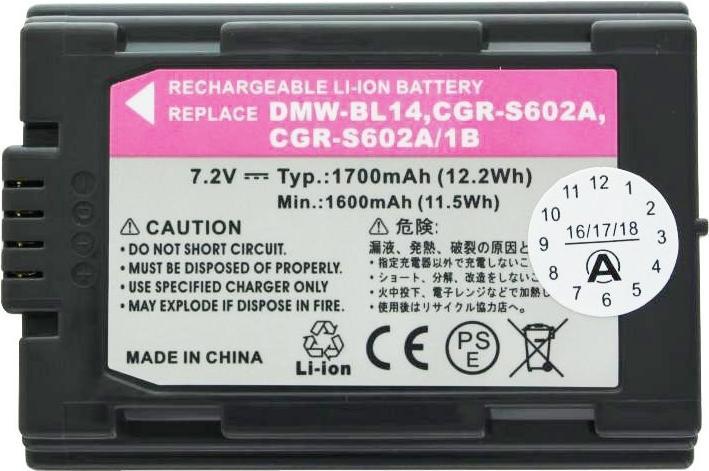 RECHARGEABLE LI-ION BATTERY
REPLACE DMW-BL14,CGR-S602A,
CGR-S602A/1B
7.2V Typ.:1700mAh (12.2Wh)
Min.:1600mAh (11.5Wh)
CAUTION
• DO NOT SHORT CIRCUIT.
• MUST BE DISPOSED OF PROPERLY.
• USE SPECIFIED CHARGER ONLY
• MAY EXPLODE IF DISPOSED OF IN FIRE.
危険:
漏液、発熱、破裂の原因と
・指定充電器以外で充電しない
・ショート、分解、改造をしない
・火中投下、電子レンジなどで加熱
・使用後はリサイクル協力店へ。
MADE IN CHINA
Li-ion
CE
PS
E
11 12 1
10 2
16/17/18
9 3
A
8 4
7 6 5